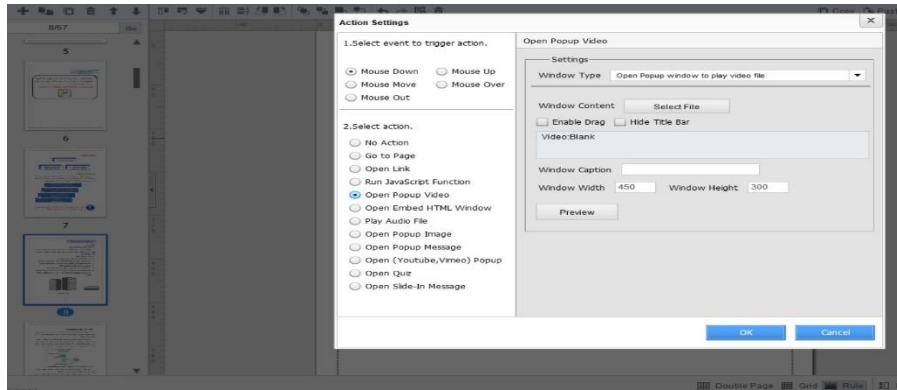 Copy
8/67
5
6
7
8
Action Settings
1.Select event to trigger action.
Mouse Down Mouse Up
Mouse Move Mouse Over
Mouse Out
2.Select action.
No Action
Go to Page
Open Link
Run JavaScript Function
Open Popup Video
Open Embed HTML Window
Play Audio File
Open Popup Image
Open Popup Message
Open (Youtube,Vimeo) Popup
Open Quiz
Open Slide-In Message
Open Popup Video
Settings
Window Type Open Popup window to play video file
Window Content Select File
Enable Drag Hide Title Bar
Video:Blank
Window Caption
Window Width 450 Window Height 300
Preview
OK Cancel
Double Page Grid Rule